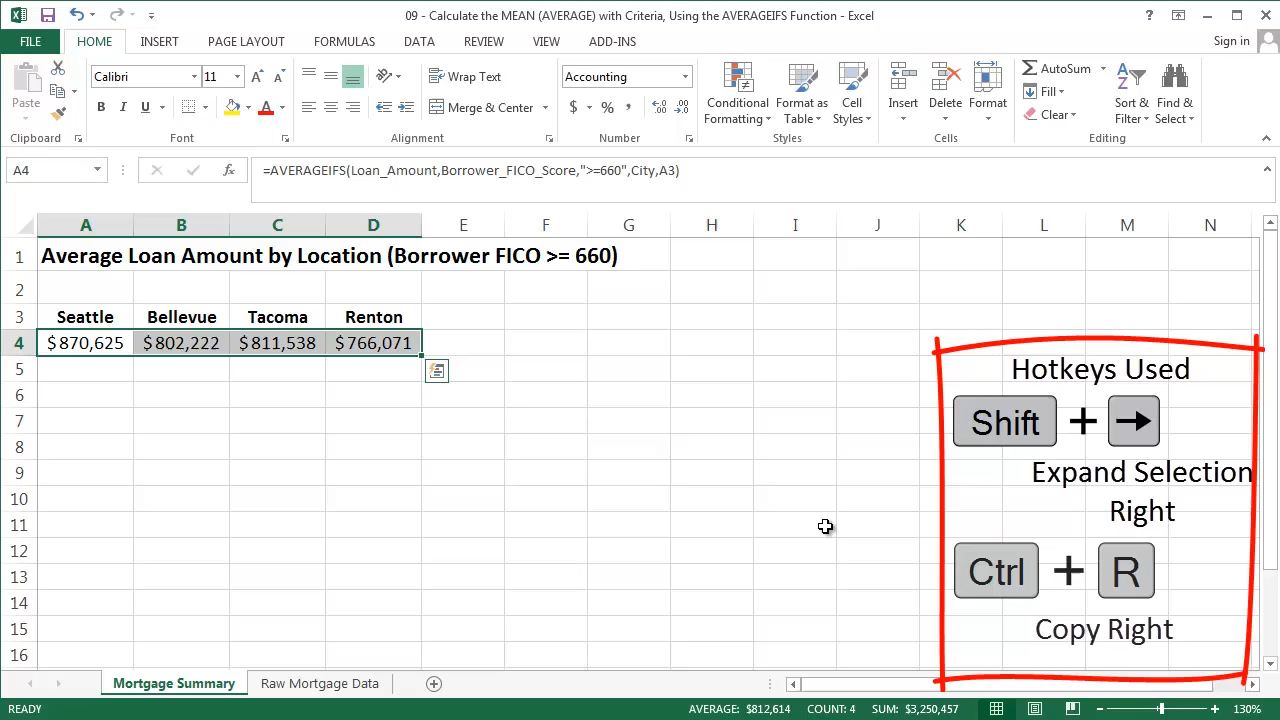 09 - Calculate the MEAN (AVERAGE) with Criteria, Using the AVERAGEIFS Function - Excel
FILE HOME INSERT PAGE LAYOUT FORMULAS DATA REVIEW VIEW ADD-INS Sign in
Paste
Calibri 11
B I U A
Wrap Text
Merge & Center
Accounting
$ % ,
Conditional Formatting
Format as Table
Cell Styles
Insert Delete Format
AutoSum
Fill
Clear
Sort & Filter
Find & Select
Clipboard Font Alignment Number Styles Cells Editing
A4 fx =AVERAGEIFS(Loan_Amount,Borrower_FICO_Score,">=660",City,A3)
A B C D E F G H I J K L M N
1 Average Loan Amount by Location (Borrower FICO >= 660)
2
3 Seattle Bellevue Tacoma Renton
4 $870,625 $802,222 $811,538 $766,071
5
6
7
8
9
10
11
12
13
14
15
16
Hotkeys Used
Shift + →
Expand Selection
Right
Ctrl + R
Copy Right
Mortgage Summary Raw Mortgage Data
READY AVERAGE: $812,614 COUNT: 4 SUM: $3,250,457 130%